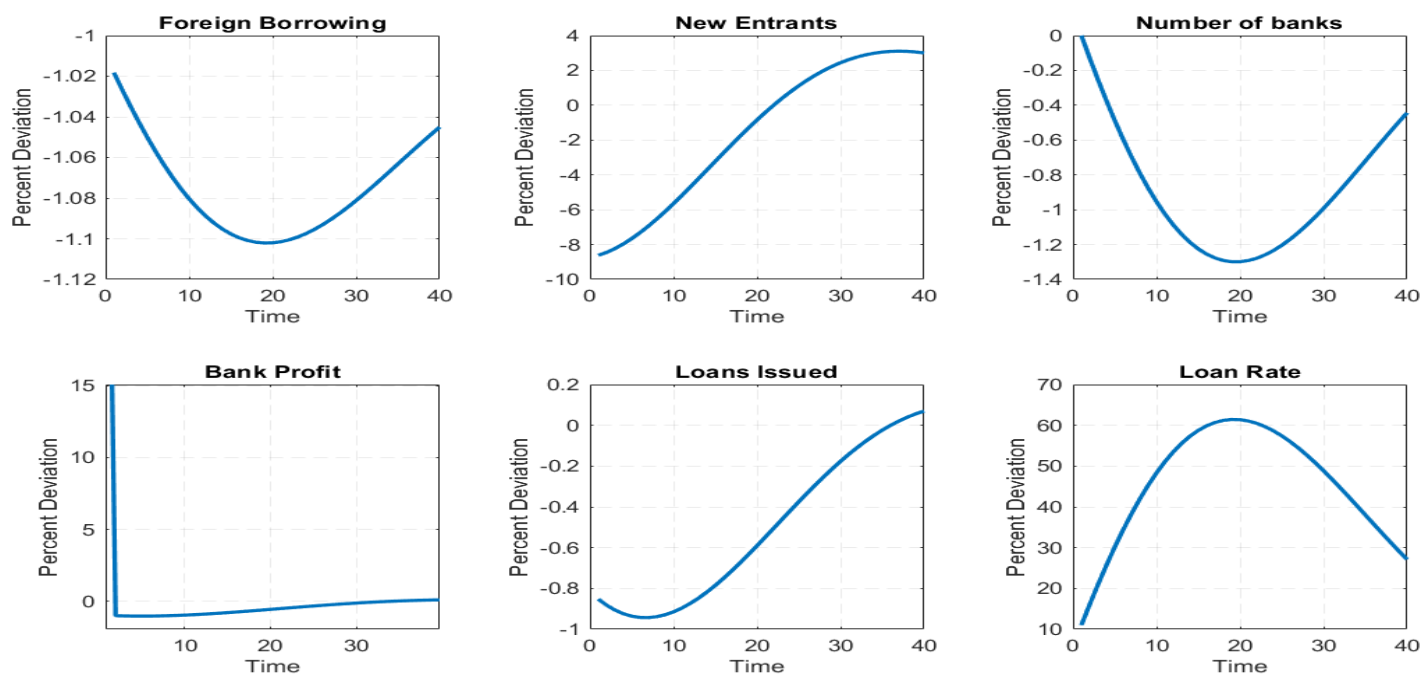 Foreign Borrowing
-1
-1.02
-1.04
-1.06
-1.08
-1.1
-1.12
Percent Deviation
0 10 20 30 40
Time
New Entrants
4
2
0
-2
-4
-6
-8
-10
Percent Deviation
0 10 20 30 40
Time
Number of banks
0
-0.2
-0.4
-0.6
-0.8
-1
-1.2
-1.4
Percent Deviation
0 10 20 30 40
Time
Bank Profit
15
10
5
0
Percent Deviation
10 20 30
Time
Loans Issued
0.2
0
-0.2
-0.4
-0.6
-0.8
-1
Percent Deviation
0 10 20 30 40
Time
Loan Rate
70
60
50
40
30
20
10
Percent Deviation
0 10 20 30 40
Time